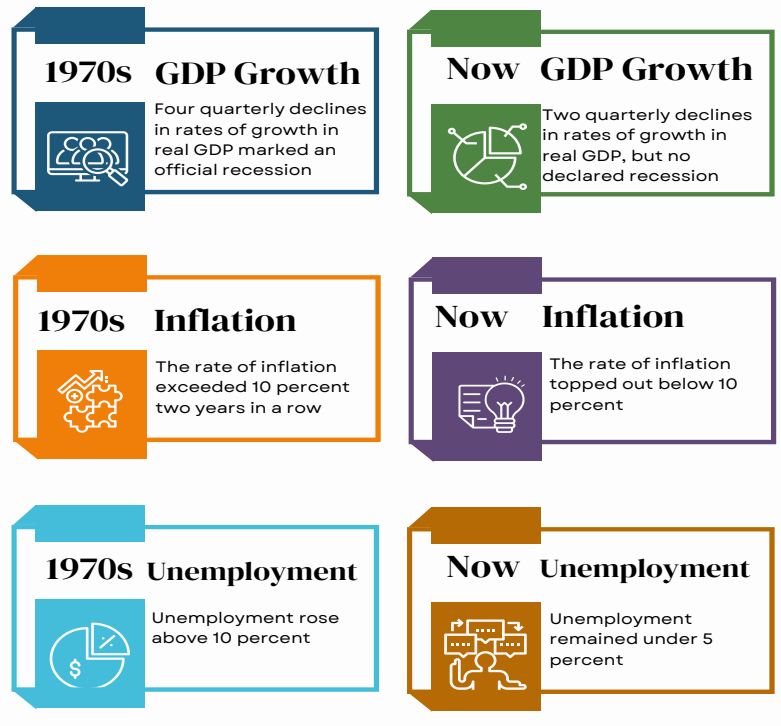 1970s GDP Growth
Four quarterly declines
in rates of growth in
real GDP marked an
official recession
Now GDP Growth
Two quarterly declines
in rates of growth in
real GDP, but no
declared recession
1970s Inflation
The rate of inflation
exceeded 10 percent
two years in a row
Now Inflation
The rate of inflation
topped out below 10
percent
1970s Unemployment
Unemployment rose
above 10 percent
$
%
Now Unemployment
Unemployment
remained under 5
percent